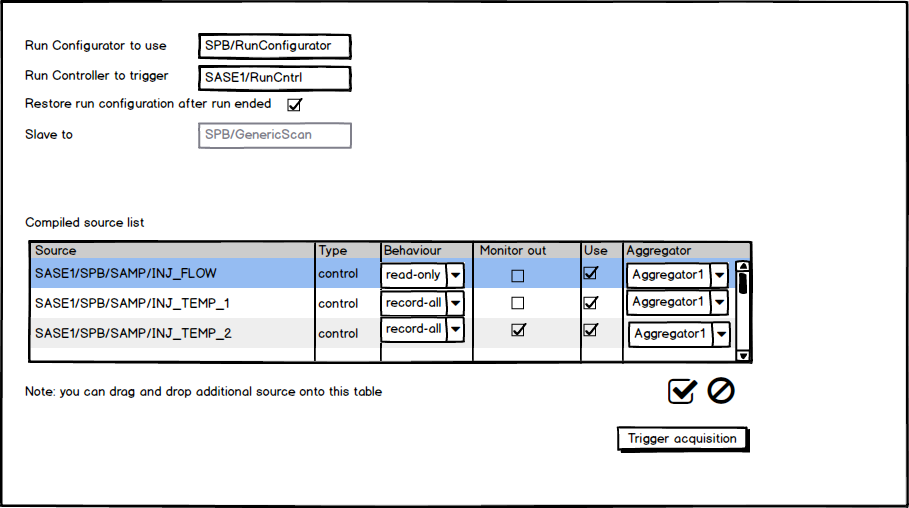 Run Configurator to use SPB/RunConfigurator
Run Controller to trigger SASE1/RunCntrl
Restore run configuration after run ended
Slave to SPB/GenericScan
Compiled source list
Source Type Behaviour Monitor out Use Aggregator
SASE1/SPB/SAMP/INJ_FLOW control read-only Aggregator1
SASE1/SPB/SAMP/INJ_TEMP_1 control record-all Aggregator1
SASE1/SPB/SAMP/INJ_TEMP_2 control record-all Aggregator1
Note: you can drag and drop additional source onto this table
Trigger acquisition